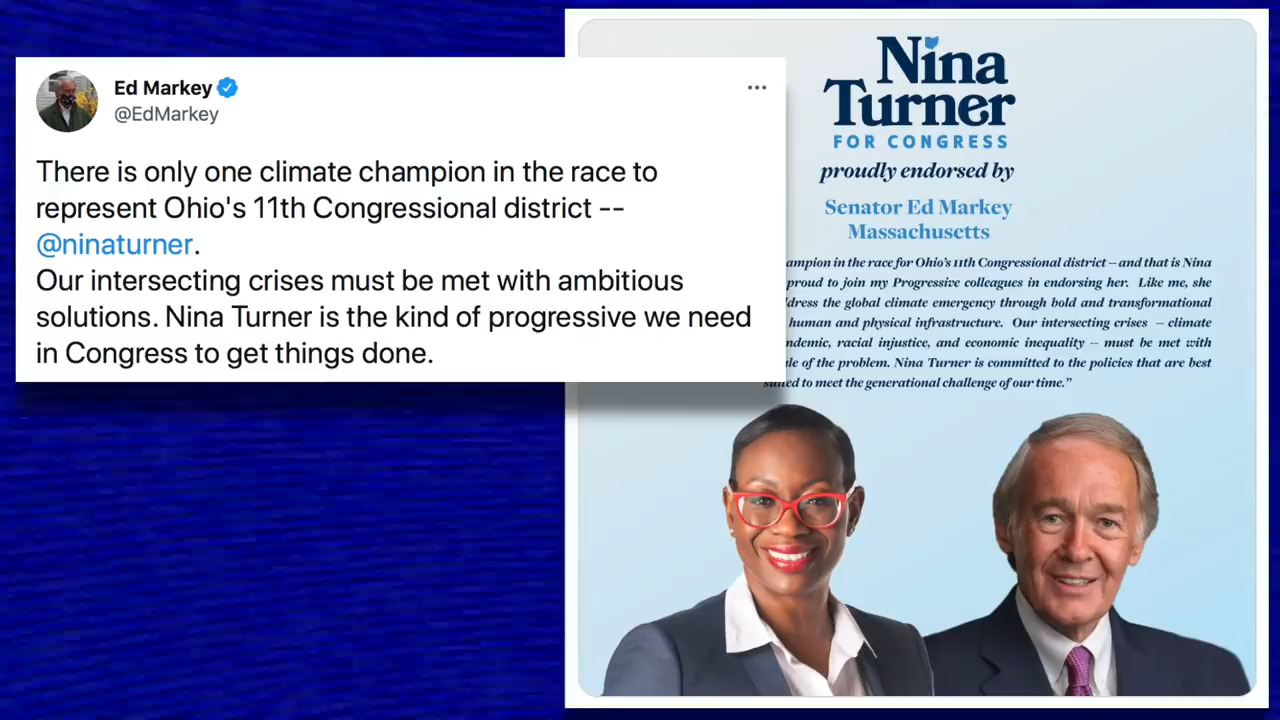 Ed Markey
@EdMarkey
There is only one climate champion in the race to
represent Ohio's 11th Congressional district --
@ninaturner.
Our intersecting crises must be met with ambitious
solutions. Nina Turner is the kind of progressive we need
in Congress to get things done.
Nina
Turner
FOR CONGRESS
proudly endorsed by
Senator Ed Markey
Massachusetts
in the race for Ohio's 11th Congressional district -- and that is Nina
proud to join my Progressive colleagues in endorsing her. Like me, she
the global climate emergency through bold and transformational
human and physical infrastructure. Our intersecting crises -- climate
racial injustice, and economic inequality -- must be met with
of the problem. Nina Turner is committed to the policies that are best
to meet the generational challenge of our time.”